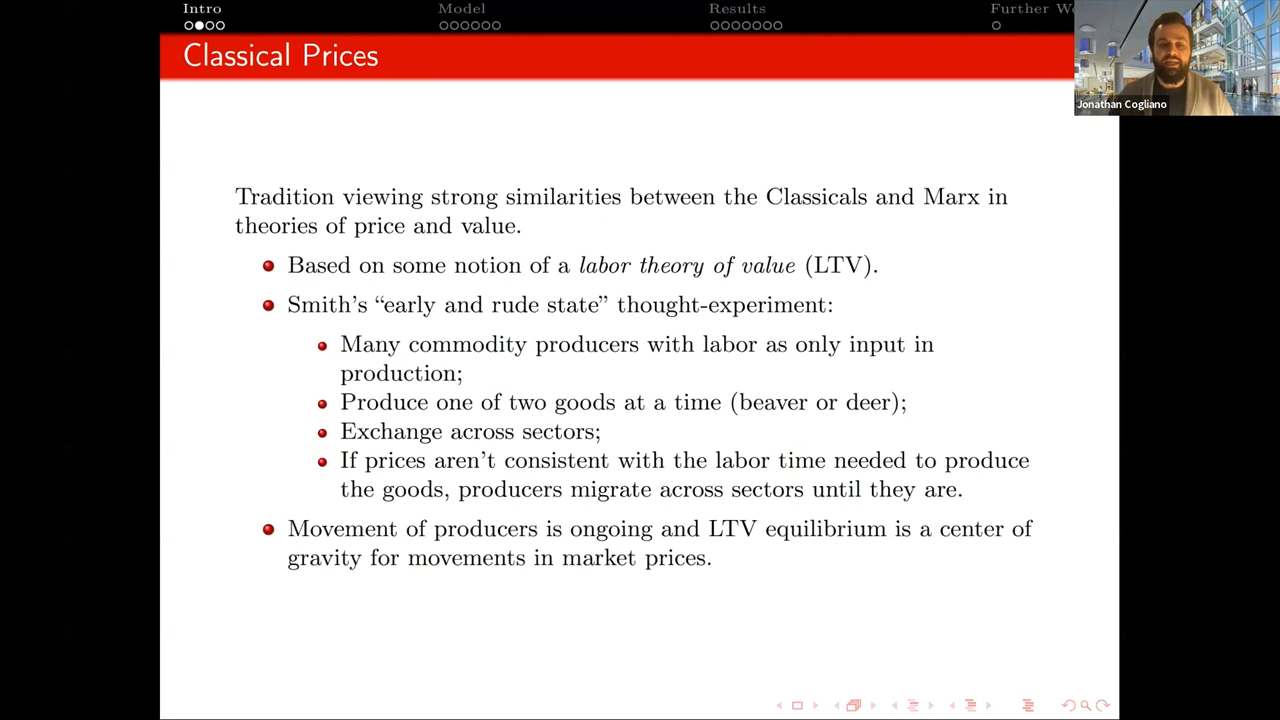 Intro
Model
Results
Further
Classical Prices
Jonathan Cogliano
Tradition viewing strong similarities between the Classicals and Marx in
theories of price and value.
Based on some notion of a labor theory of value (LTV).
Smith's “early and rude state” thought-experiment:
Many commodity producers with labor as only input in
production;
Produce one of two goods at a time (beaver or deer);
Exchange across sectors;
If prices aren't consistent with the labor time needed to produce
the goods, producers migrate across sectors until they are.
Movement of producers is ongoing and LTV equilibrium is a center of
gravity for movements in market prices.